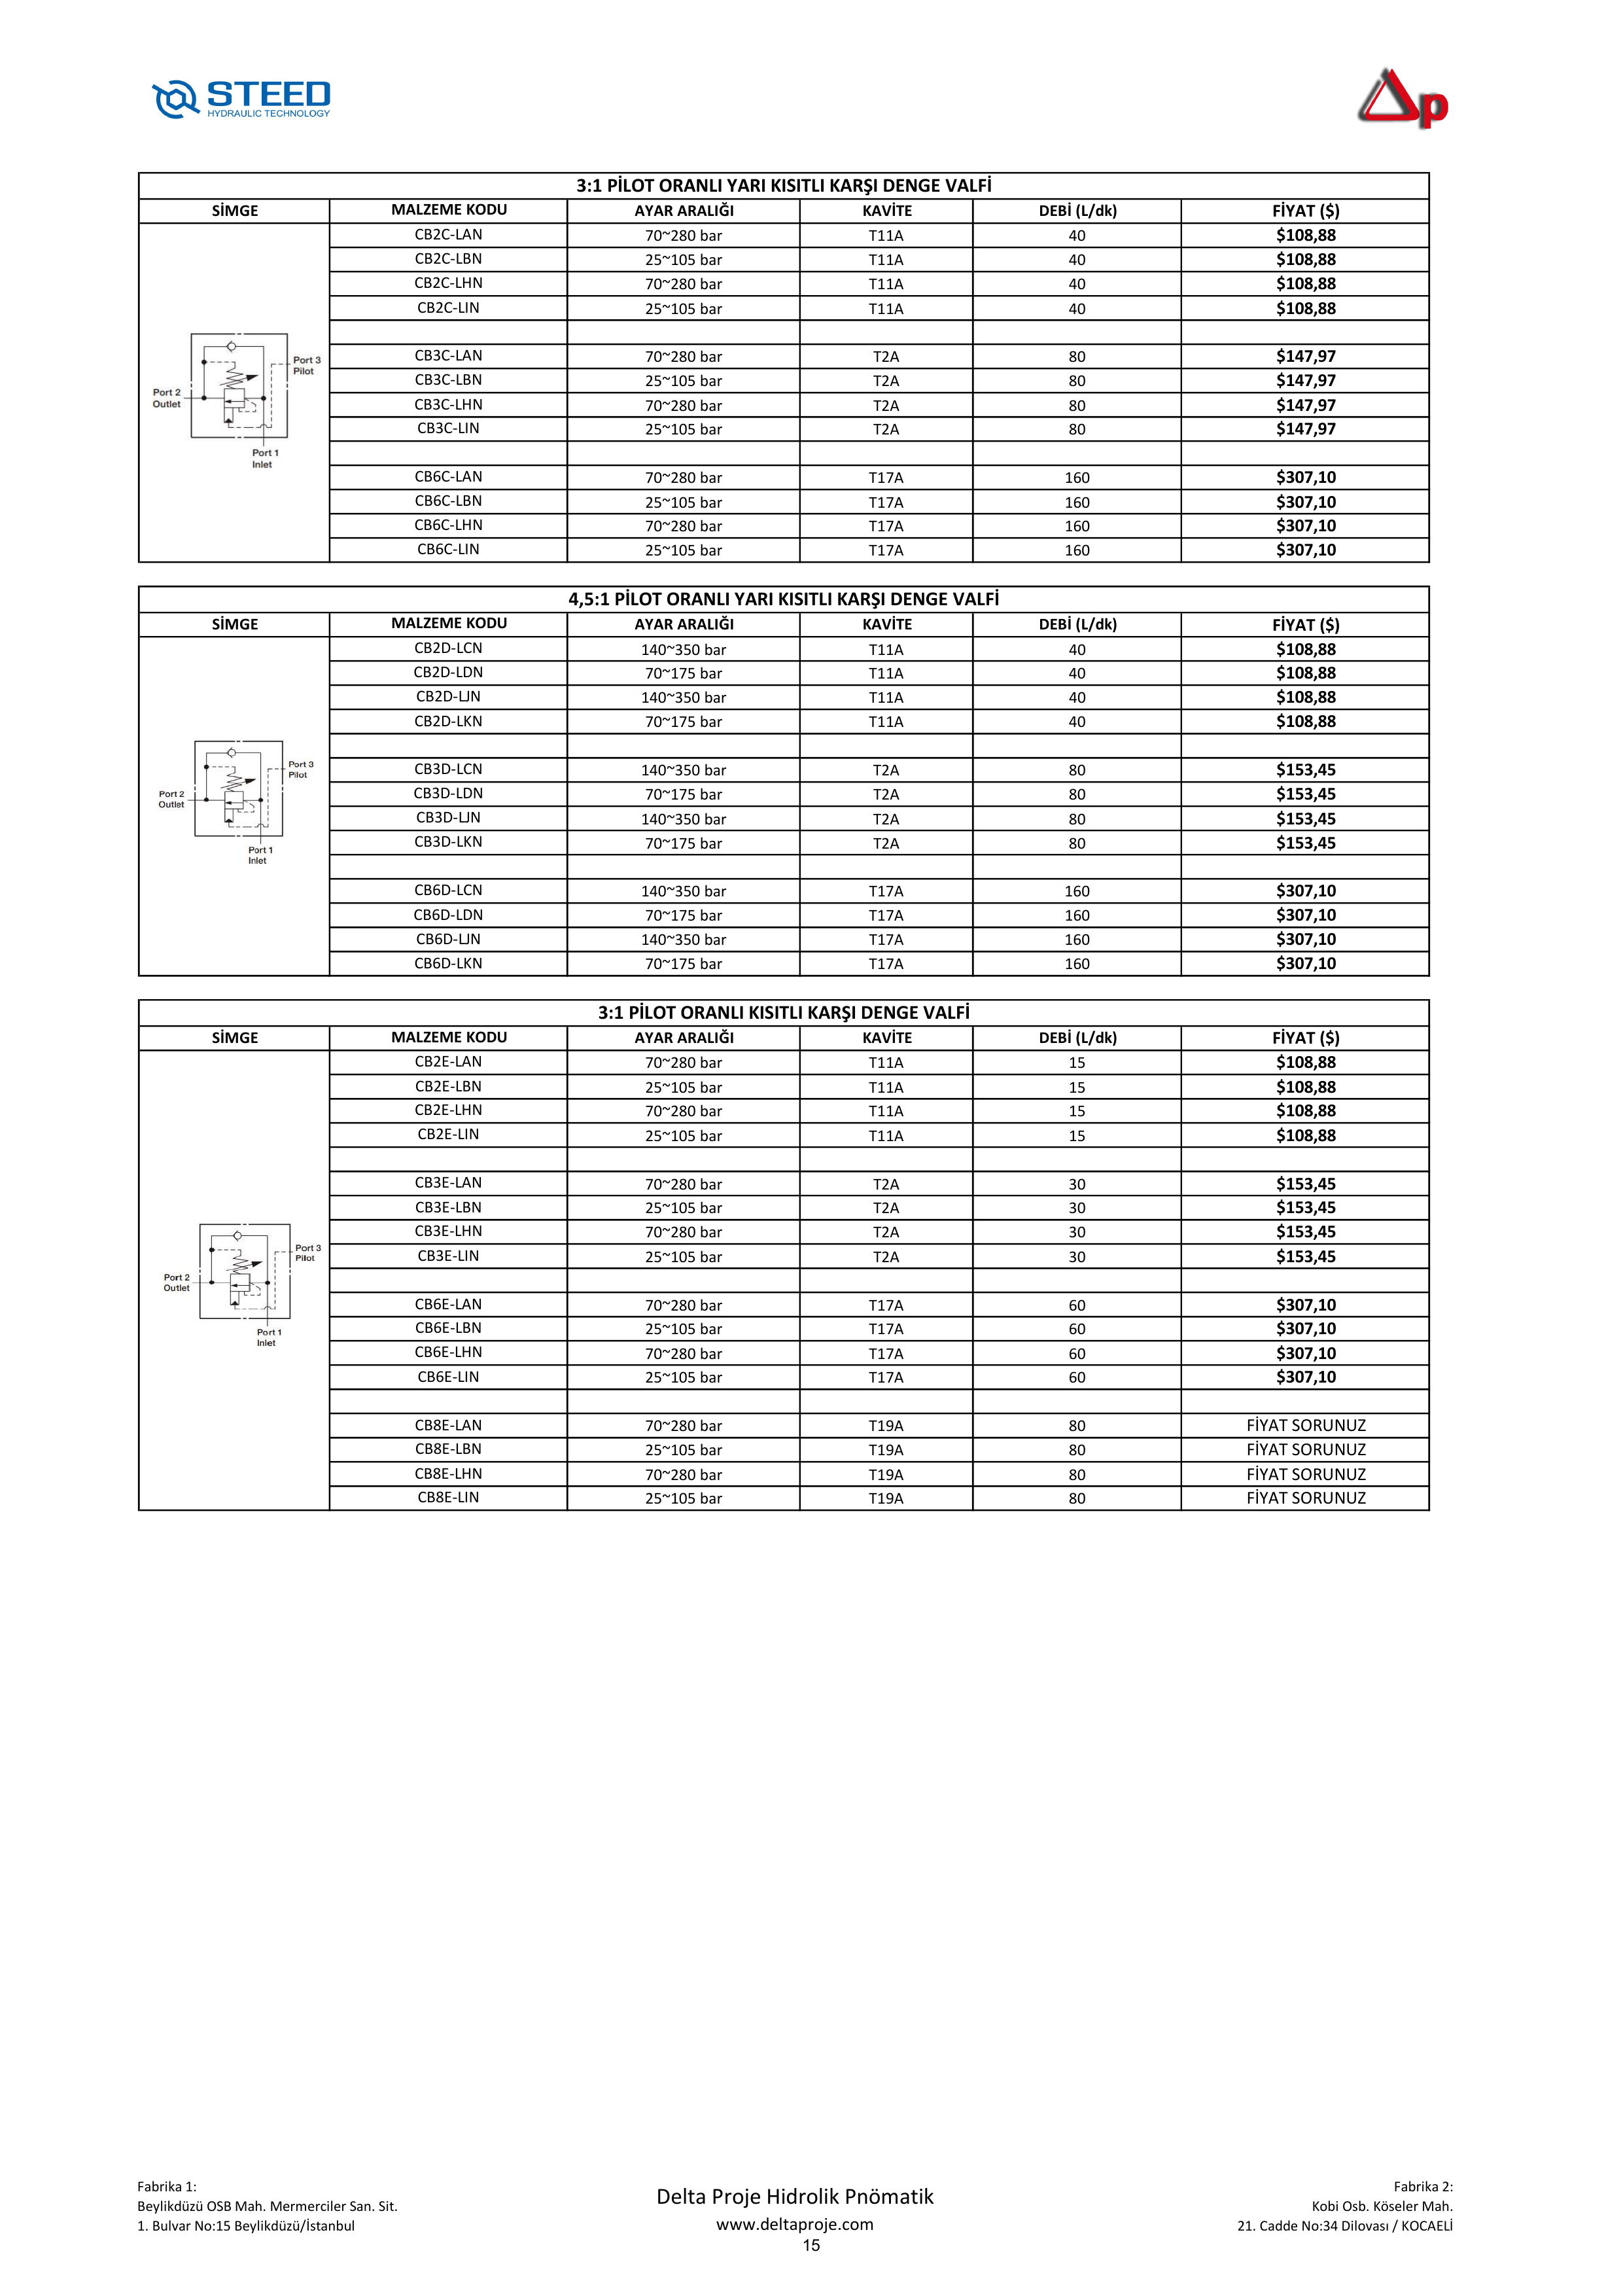 STEED
HYDRAULIC TECHNOLOGY
Δp
3:1 PİLOT ORANLI YARI KISITLI KARŞI DENGE VALFİ
SİMGE MALZEME KODU AYAR ARALIĞI KAVİTE DEBİ (L/dk) FİYAT ($)
CB2C-LAN 70~280 bar T11A 40 $108,88
CB2C-LBN 25~105 bar T11A 40 $108,88
CB2C-LHN 70~280 bar T11A 40 $108,88
CB2C-LIN 25~105 bar T11A 40 $108,88
CB3C-LAN 70~280 bar T2A 80 $147,97
CB3C-LBN 25~105 bar T2A 80 $147,97
CB3C-LHN 70~280 bar T2A 80 $147,97
CB3C-LIN 25~105 bar T2A 80 $147,97
CB6C-LAN 70~280 bar T17A 160 $307,10
CB6C-LBN 25~105 bar T17A 160 $307,10
CB6C-LHN 70~280 bar T17A 160 $307,10
CB6C-LIN 25~105 bar T17A 160 $307,10
Port 3
Pilot
Port 2
Outlet
Port 1
Inlet
4,5:1 PİLOT ORANLI YARI KISITLI KARŞI DENGE VALFİ
SİMGE MALZEME KODU AYAR ARALIĞI KAVİTE DEBİ (L/dk) FİYAT ($)
CB2D-LCN 140~350 bar T11A 40 $108,88
CB2D-LDN 70~175 bar T11A 40 $108,88
CB2D-LJN 140~350 bar T11A 40 $108,88
CB2D-LKN 70~175 bar T11A 40 $108,88
CB3D-LCN 140~350 bar T2A 80 $153,45
CB3D-LDN 70~175 bar T2A 80 $153,45
CB3D-LJN 140~350 bar T2A 80 $153,45
CB3D-LKN 70~175 bar T2A 80 $153,45
CB6D-LCN 140~350 bar T17A 160 $307,10
CB6D-LDN 70~175 bar T17A 160 $307,10
CB6D-LJN 140~350 bar T17A 160 $307,10
CB6D-LKN 70~175 bar T17A 160 $307,10
Port 3
Pilot
Port 2
Outlet
Port 1
Inlet
3:1 PİLOT ORANLI KISITLI KARŞI DENGE VALFİ
SİMGE MALZEME KODU AYAR ARALIĞI KAVİTE DEBİ (L/dk) FİYAT ($)
CB2E-LAN 70~280 bar T11A 15 $108,88
CB2E-LBN 25~105 bar T11A 15 $108,88
CB2E-LHN 70~280 bar T11A 15 $108,88
CB2E-LIN 25~105 bar T11A 15 $108,88
CB3E-LAN 70~280 bar T2A 30 $153,45
CB3E-LBN 25~105 bar T2A 30 $153,45
CB3E-LHN 70~280 bar T2A 30 $153,45
CB3E-LIN 25~105 bar T2A 30 $153,45
CB6E-LAN 70~280 bar T17A 60 $307,10
CB6E-LBN 25~105 bar T17A 60 $307,10
CB6E-LHN 70~280 bar T17A 60 $307,10
CB6E-LIN 25~105 bar T17A 60 $307,10
CB8E-LAN 70~280 bar T19A 80 FİYAT SORUNUZ
CB8E-LBN 25~105 bar T19A 80 FİYAT SORUNUZ
CB8E-LHN 70~280 bar T19A 80 FİYAT SORUNUZ
CB8E-LIN 25~105 bar T19A 80 FİYAT SORUNUZ
Port 3
Pilot
Port 2
Outlet
Port 1
Inlet
Fabrika 1:
Beylikdüzü OSB Mah. Mermerciler San. Sit.
1. Bulvar No:15 Beylikdüzü/İstanbul
Delta Proje Hidrolik Pnömatik
www.deltaproje.com
15
Fabrika 2:
Kobi Osb. Köseler Mah.
21. Cadde No:34 Dilovası / KOCAELİ